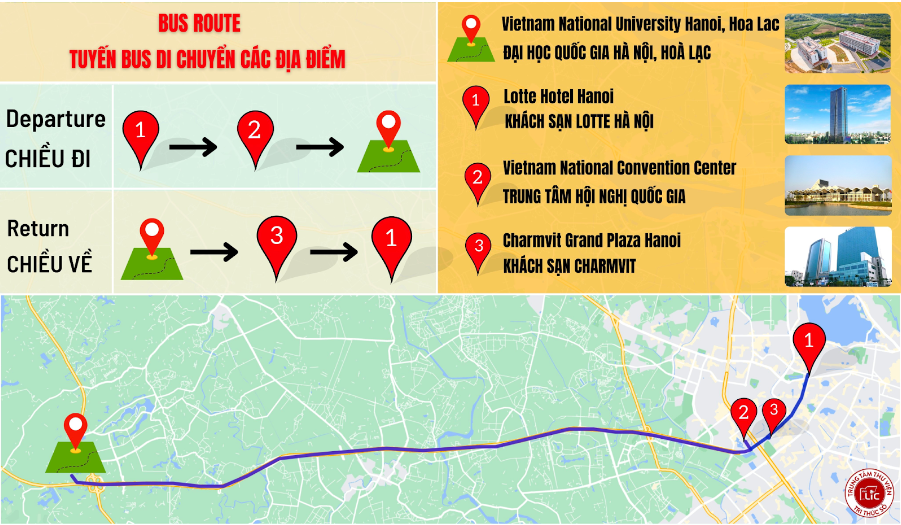 BUS ROUTE
TUYẾN BUS DI CHUYỂN CÁC ĐỊA ĐIỂM
Departure
CHIỀU ĐI
1
2
Return
CHIỀU VỀ
3
1
Vietnam National University Hanoi, Hoa Lac
ĐẠI HỌC QUỐC GIA HÀ NỘI, HOÀ LẠC
1
Lotte Hotel Hanoi
KHÁCH SẠN LOTTE HÀ NỘI
2
Vietnam National Convention Center
TRUNG TÂM HỘI NGHỊ QUỐC GIA
3
Charmvit Grand Plaza Hanoi
KHÁCH SẠN CHARMVIT
1
2
3
TRUNG TÂM THƯ VIỆN
TRI THỨC SỐ